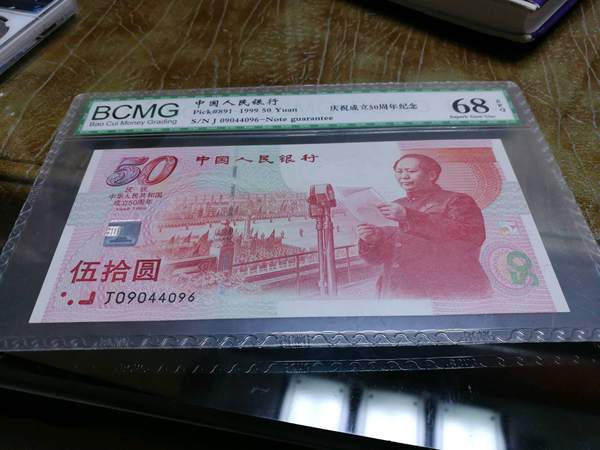 BCMG
Bao Cui Money Grading
中国人民银行
Pick#891 1999 50 Yuan
S/N J 09044096-Note guarantee
庆祝成立50周年纪念
68
50
庆祝
中华人民共和国
成立50周年
中国人民银行
伍拾圆
J09044096